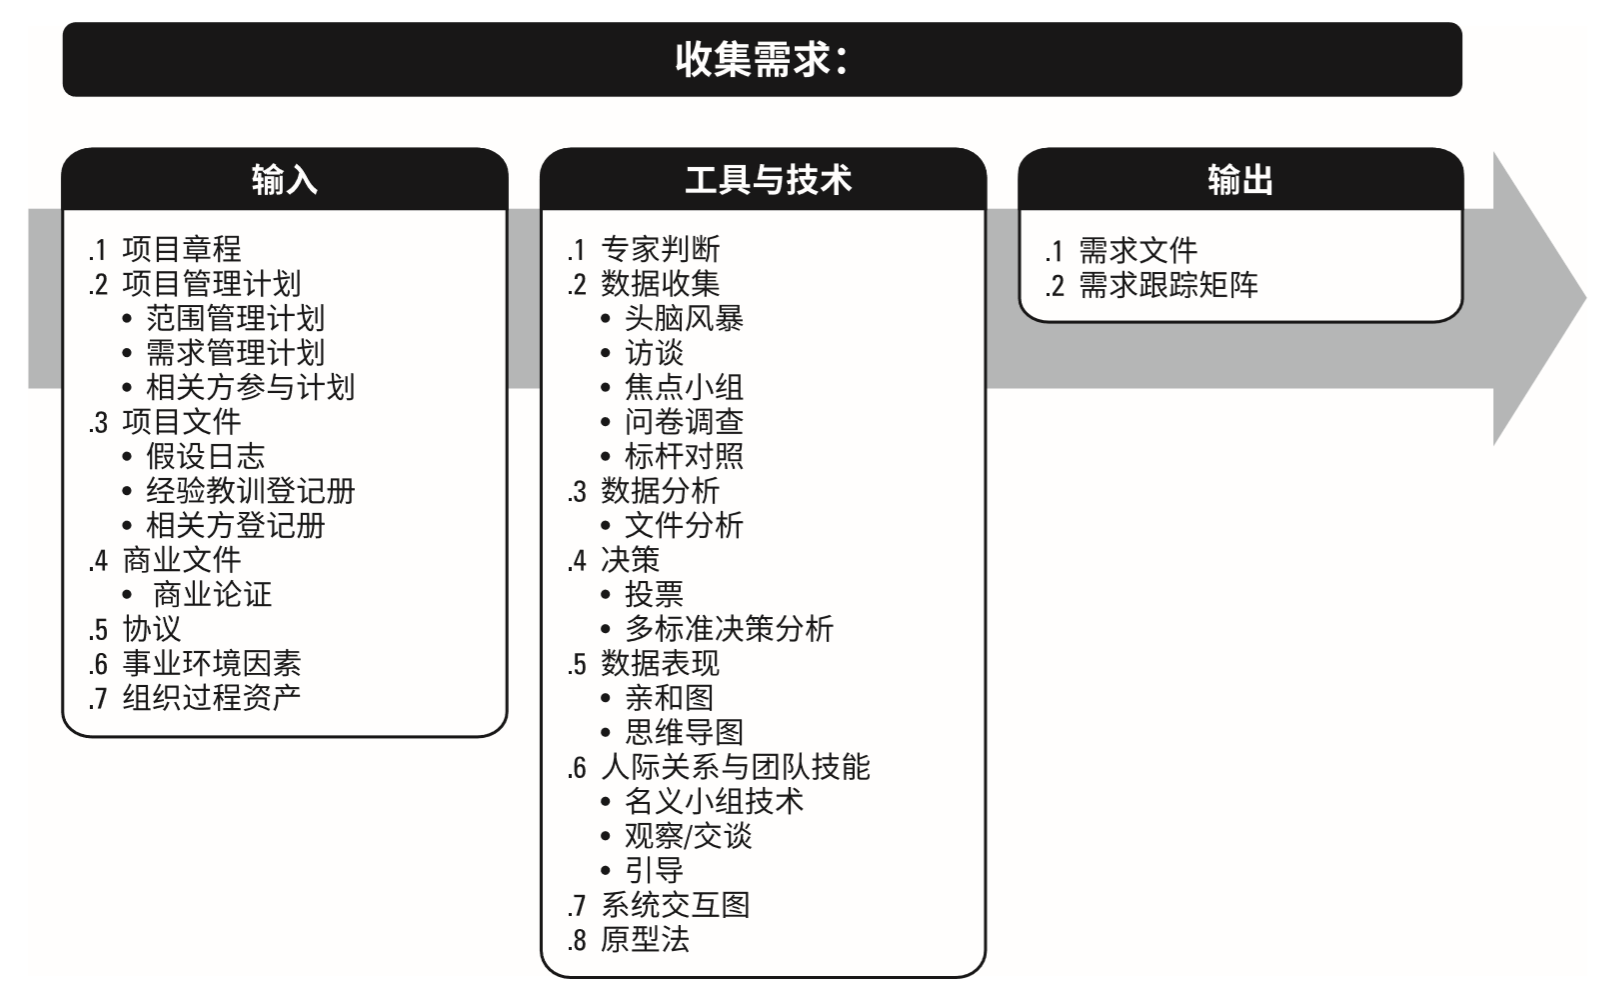 收集需求：
输入
.1 项目章程
.2 项目管理计划
• 范围管理计划
• 需求管理计划
• 相关方参与计划
.3 项目文件
• 假设日志
• 经验教训登记册
• 相关方登记册
.4 商业文件
• 商业论证
.5 协议
.6 事业环境因素
.7 组织过程资产
工具与技术
.1 专家判断
.2 数据收集
• 头脑风暴
• 访谈
• 焦点小组
• 问卷调查
• 标杆对照
.3 数据分析
• 文件分析
.4 决策
• 投票
• 多标准决策分析
.5 数据表现
• 亲和图
• 思维导图
.6 人际关系与团队技能
• 名义小组技术
• 观察/交谈
• 引导
.7 系统交互图
.8 原型法
输出
.1 需求文件
.2 需求跟踪矩阵